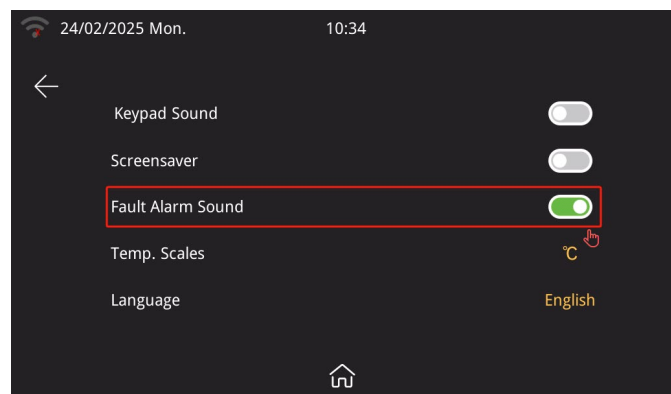 24/02/2025 Mon. 10:34
Keypad Sound
Screensaver
Fault Alarm Sound
Temp. Scales ℃
Language English